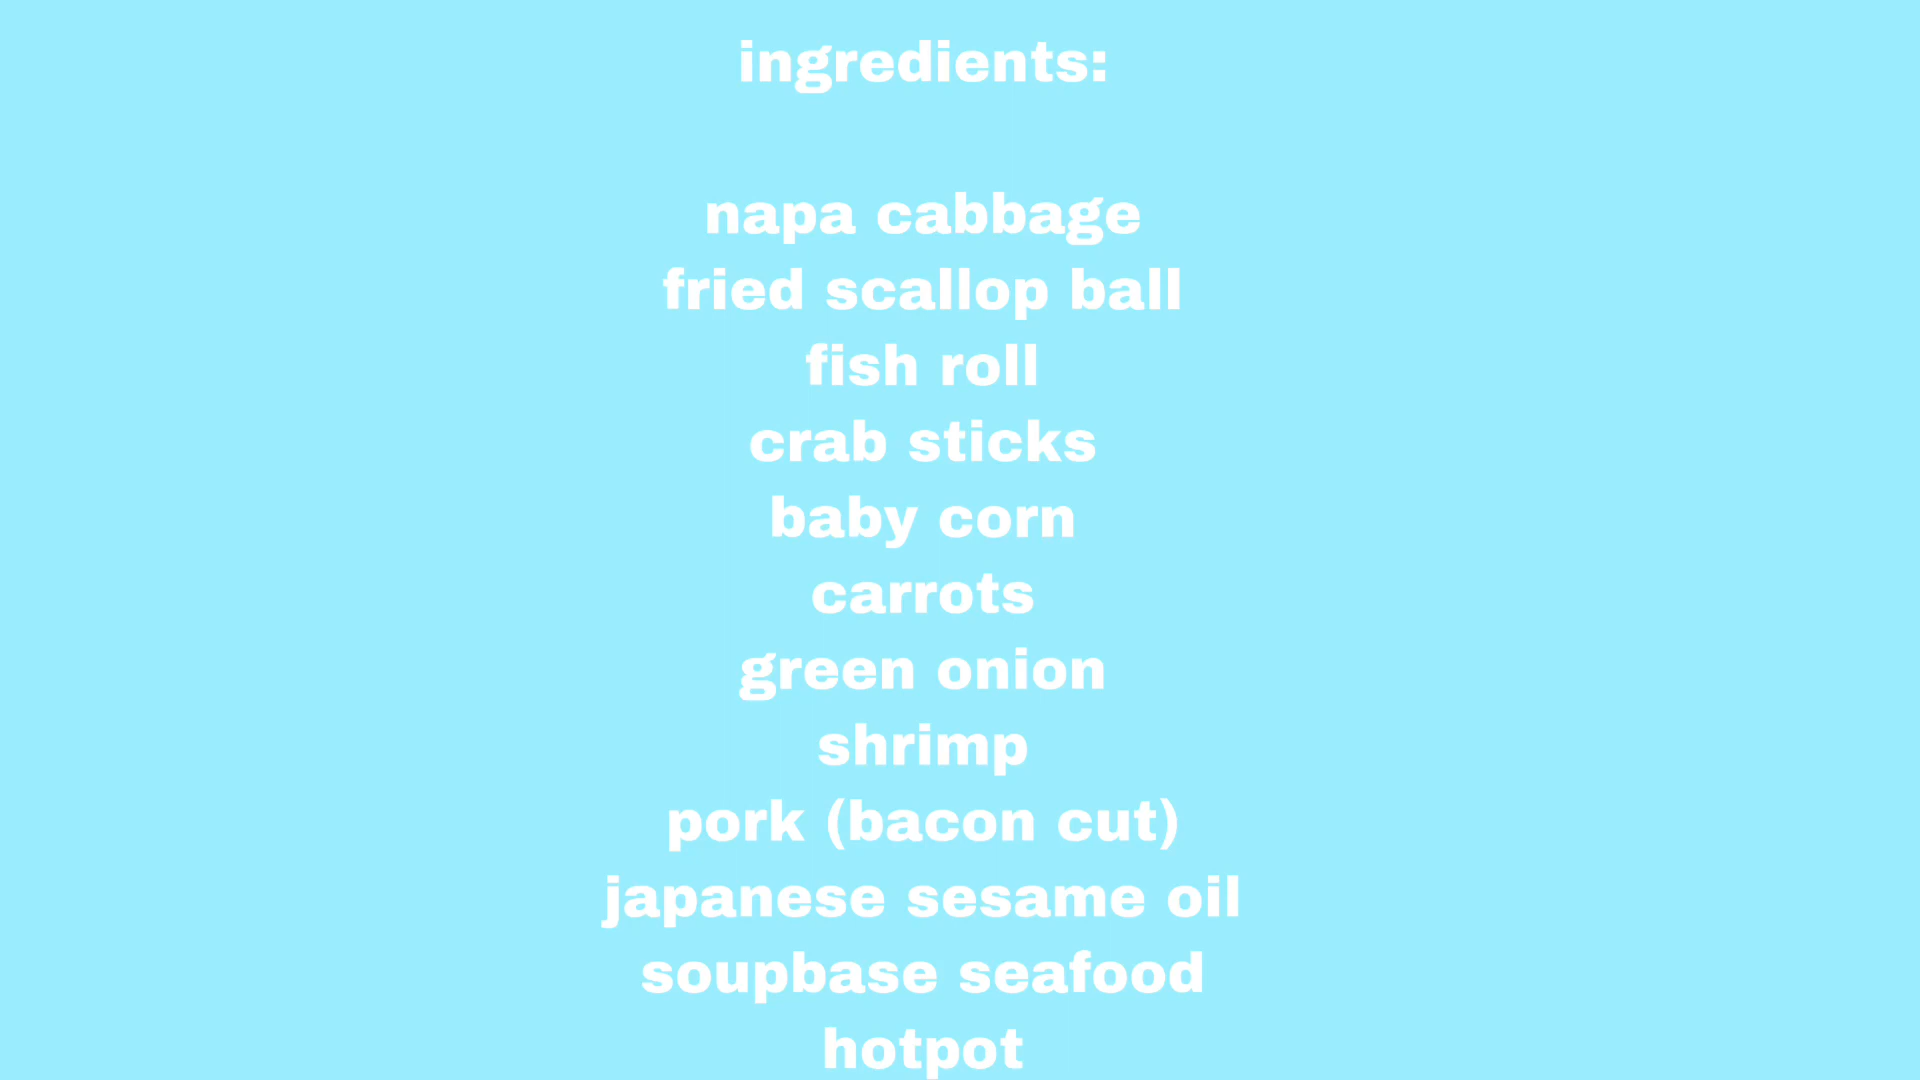 ingredients:
napa cabbage
fried scallop ball
fish roll
crab sticks
baby corn
carrots
green onion
shrimp
pork (bacon cut)
japanese sesame oil
soupbase seafood
hotpot